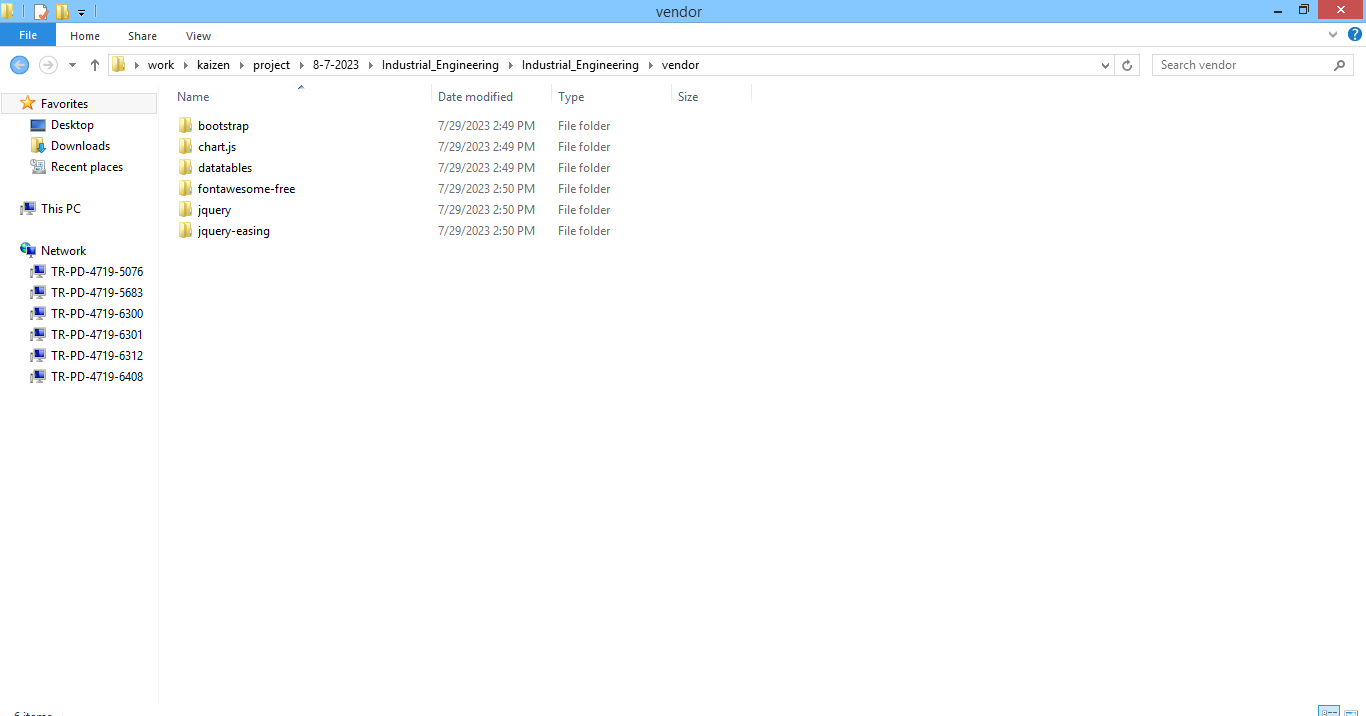 vendor
File Home Share View
work kaizen project 8-7-2023 Industrial_Engineering Industrial_Engineering vendor
Search vendor
Name Date modified Type Size
Favorites
Desktop
Downloads
Recent places
This PC
Network
TR-PD-4719-5076
TR-PD-4719-5683
TR-PD-4719-6300
TR-PD-4719-6301
TR-PD-4719-6312
TR-PD-4719-6408
bootstrap 7/29/2023 2:49 PM File folder
chart.js 7/29/2023 2:49 PM File folder
datatables 7/29/2023 2:49 PM File folder
fontawesome-free 7/29/2023 2:50 PM File folder
jquery 7/29/2023 2:50 PM File folder
jquery-easing 7/29/2023 2:50 PM File folder
6 items